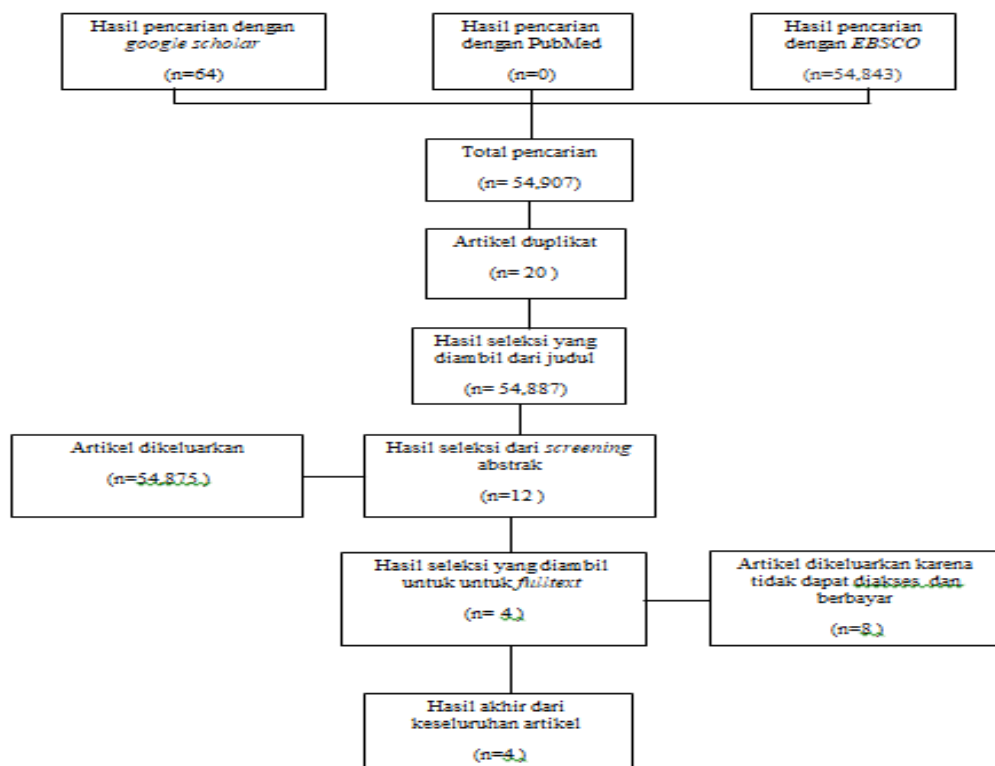 Hasil pencarian dengan
google scholar
(n=64)
Hasil pencarian
dengan PubMed
(n=0)
Hasil pencarian
dengan EBSCO
(n=54,843)
Total pencarian
(n= 54,907)
Artikel duplikat
(n= 20 )
Hasil seleksi yang
diambil dari judul
(n= 54,887)
Artikel dikeluarkan
(n=54,875 )
Hasil seleksi dari screening
abstrak
(n=12 )
Hasil seleksi yang diambil
untuk untuk fulltext
(n= 4 )
Artikel dikeluarkan karena
tidak dapat diakses dan
berbayar
(n=8 )
Hasil akhir dari
keseluruhan artikel
(n=4 )